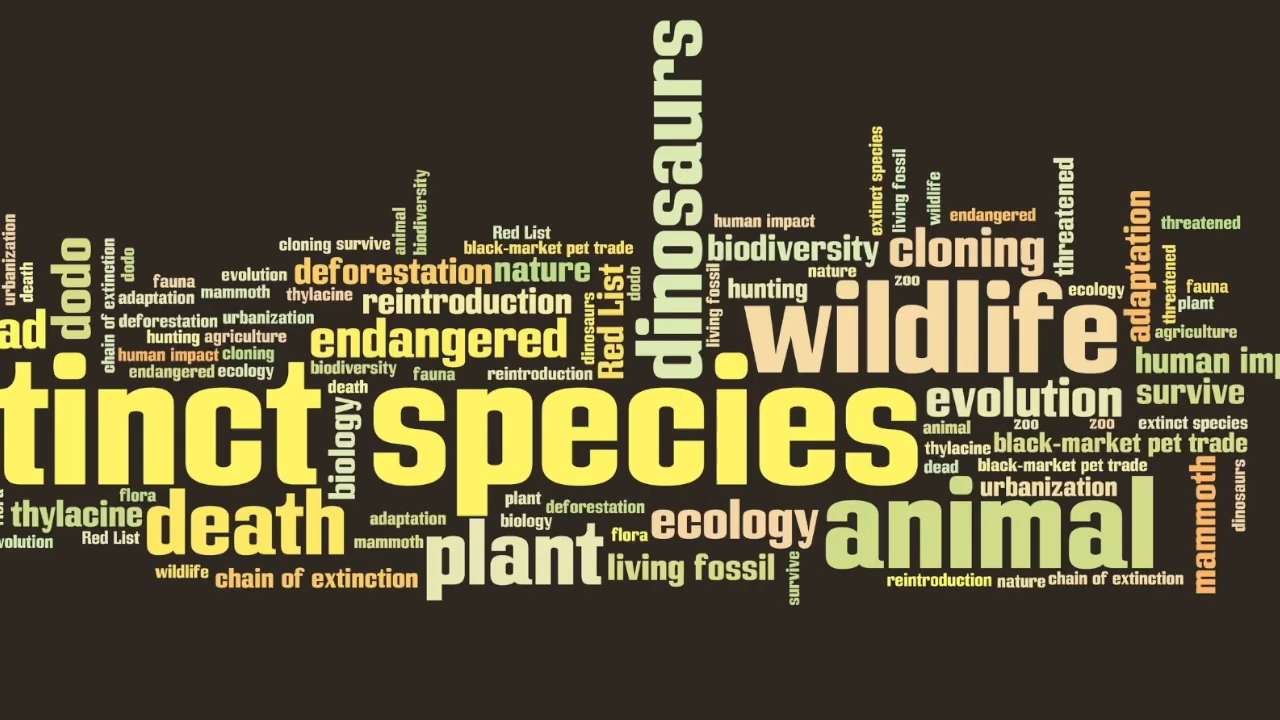 dinosaurs
extinct species
living fossil
animal
biodiversity
wildlife
threatened
urbanization
death
dodo
chain of extinction
dodo
cloning survive
Red List
black-market pet trade
human impact
biodiversity
cloning
endangered
adaptation
threatened
fauna
evolution
deforestation
nature
Red List
dodo
living fossil
nature
zoo
threatened
fauna
adaptation
mammoth
thylacine
reintroduction
dinosaurs
hunting
wildlife
ecology
plant
ad
deforestation
urbanization
hunting agriculture
endangered
agriculture
human impact cloning
endangered ecology
biodiversity
fauna
reintroduction
human imp
tinct species
death
biology
evolution
survive
animal
zoo
zoo
extinct species
thylacine
black-market pet trade
dead
black-market pet trade
flora
thylacine
death
plant
deforestation
ecology
animal
urbanization
mammoth
dinosaurs
volution
Red List
adaptation
biology
mammoth
plant
flora
living fossil
survive
wildlife
chain of extinction
reintroduction
nature
chain of extinction